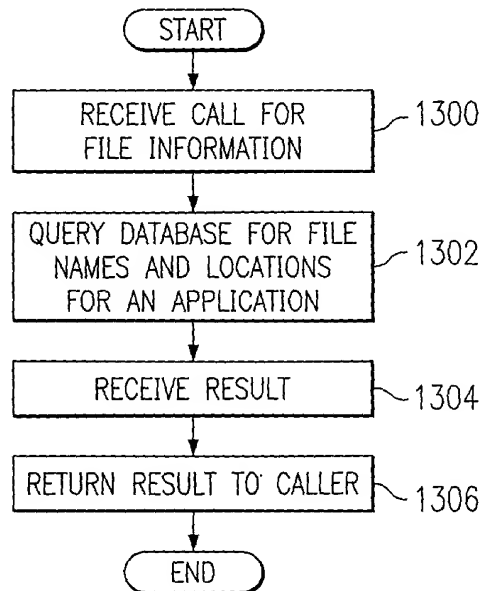 START
RECEIVE CALL FOR
FILE INFORMATION
1300
QUERY DATABASE FOR FILE
NAMES AND LOCATIONS
FOR AN APPLICATION
1302
RECEIVE RESULT
1304
RETURN RESULT TO CALLER
1306
END